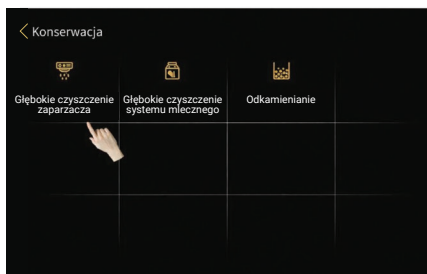 Konserwacja
Głębokie czyszczenie
zaparzacza
Głębokie czyszczenie
systemu mlecznego
Odkamienianie